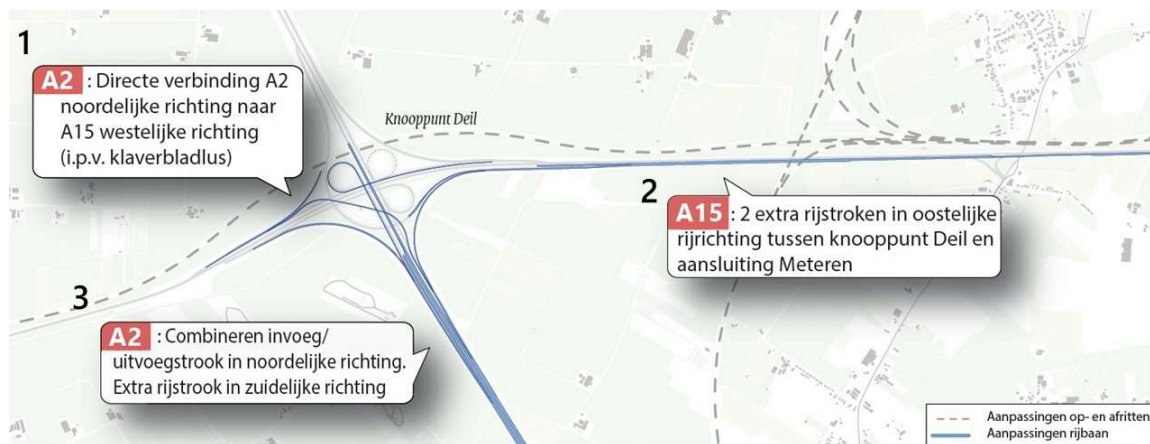 1
A2 : Directe verbinding A2
noordelijke richting naar
A15 westelijke richting
(i.p.v. klaverbladlus)
Knooppunt Deil
2
A15 : 2 extra rijstroken in oostelijke
rijrichting tussen knooppunt Deil en
aansluiting Meteren
3
A2 : Combineren invoeg/
uitvoegstrook in noordelijke richting.
Extra rijstrook in zuidelijke richting
Aanpassingen op- en afritten
Aanpassingen rijbaan